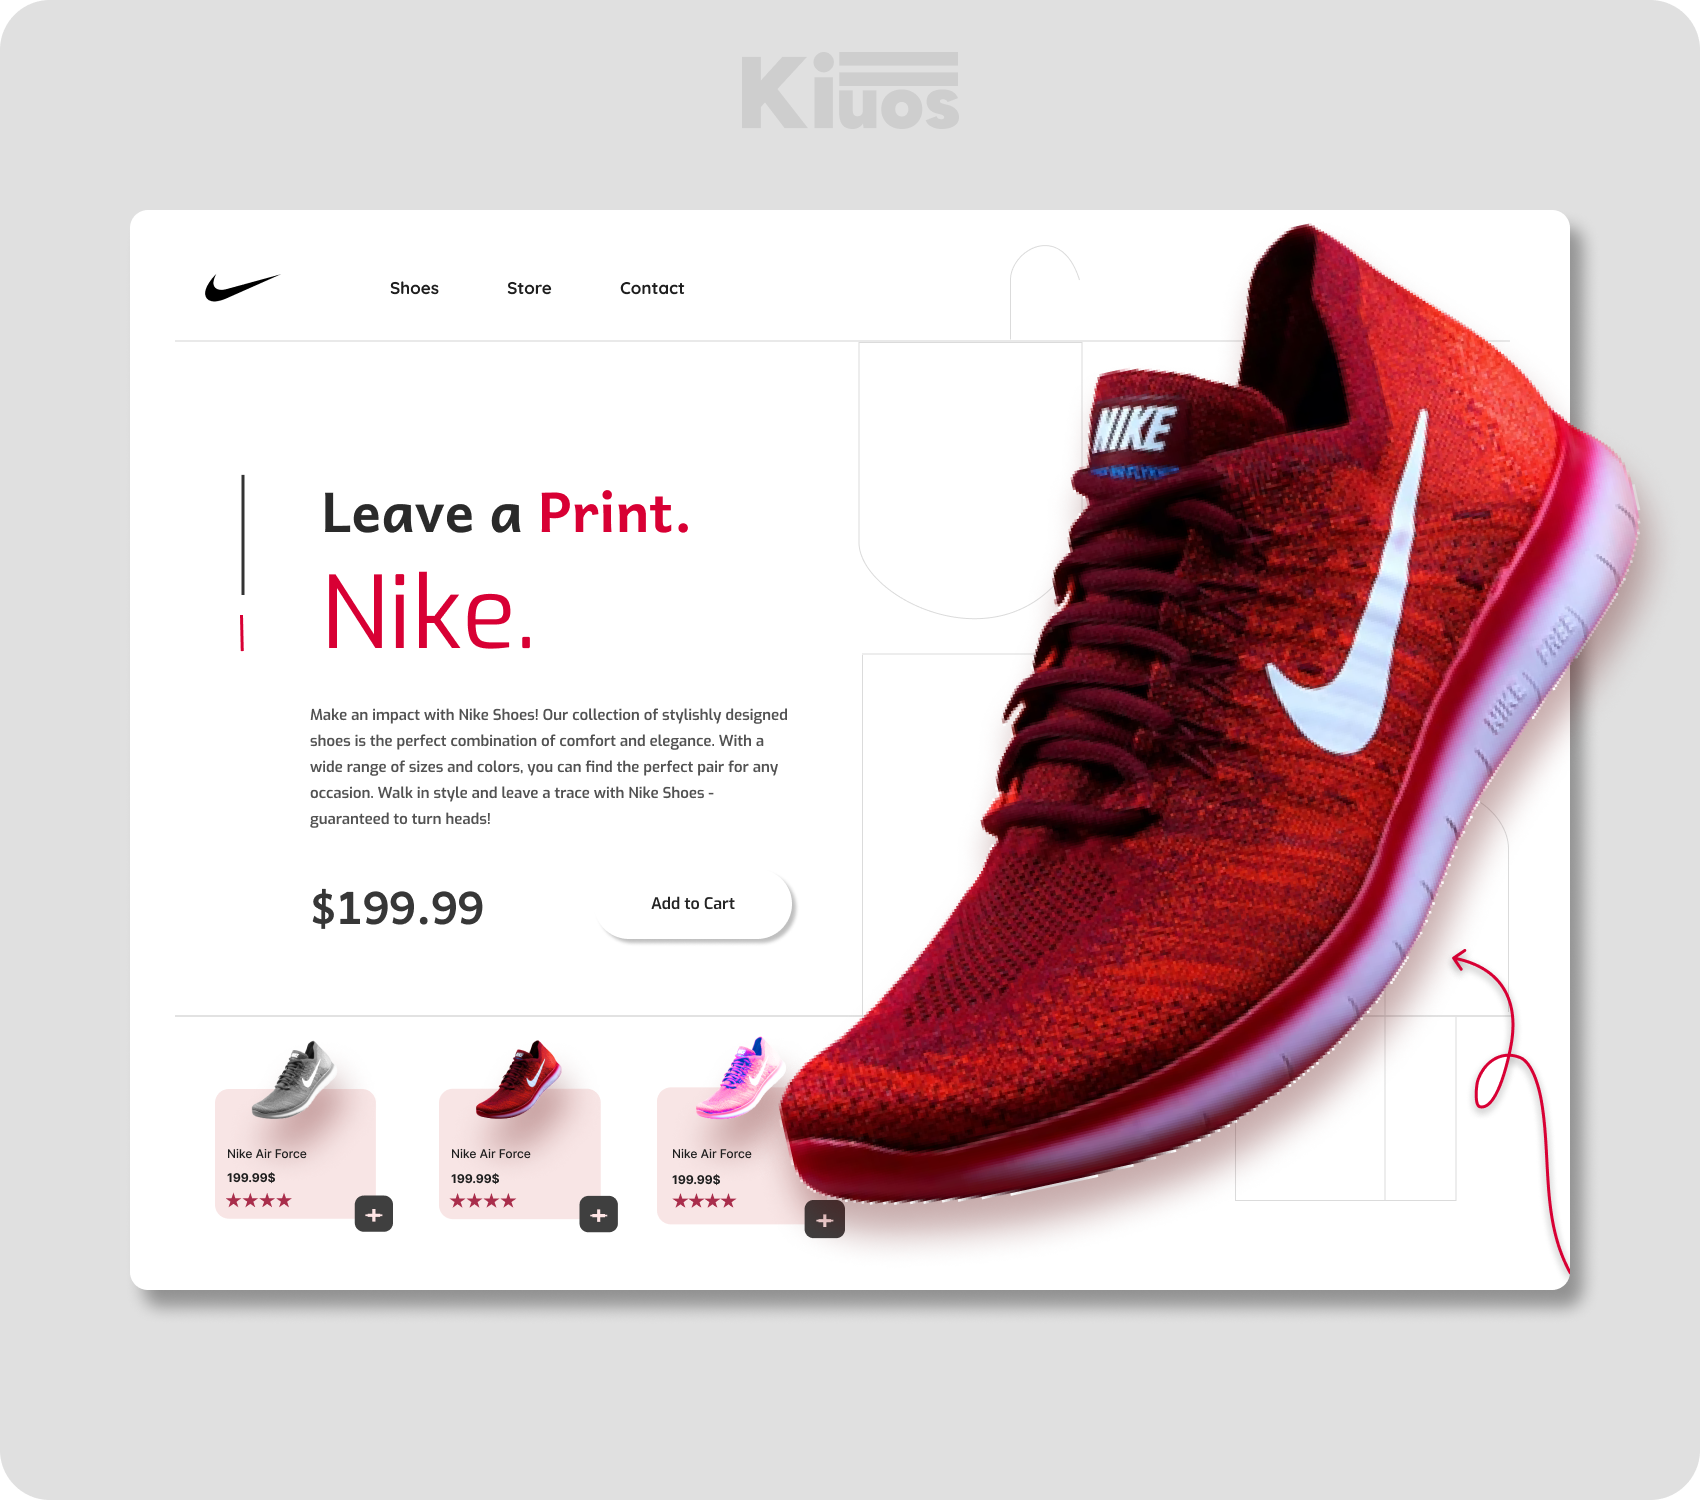 Kiuos
Shoes Store Contact
NIKE
Leave a Print.
Nike.
NIKE FREE
Make an impact with Nike Shoes! Our collection of stylishly designed
shoes is the perfect combination of comfort and elegance. With a
wide range of sizes and colors, you can find the perfect pair for any
occasion. Walk in style and leave a trace with Nike Shoes -
guaranteed to turn heads!
$199.99 Add to Cart
Nike Air Force
199.99$
★★★★
+
Nike Air Force
199.99$
★★★★
+
Nike Air Force
199.99$
★★★★
+